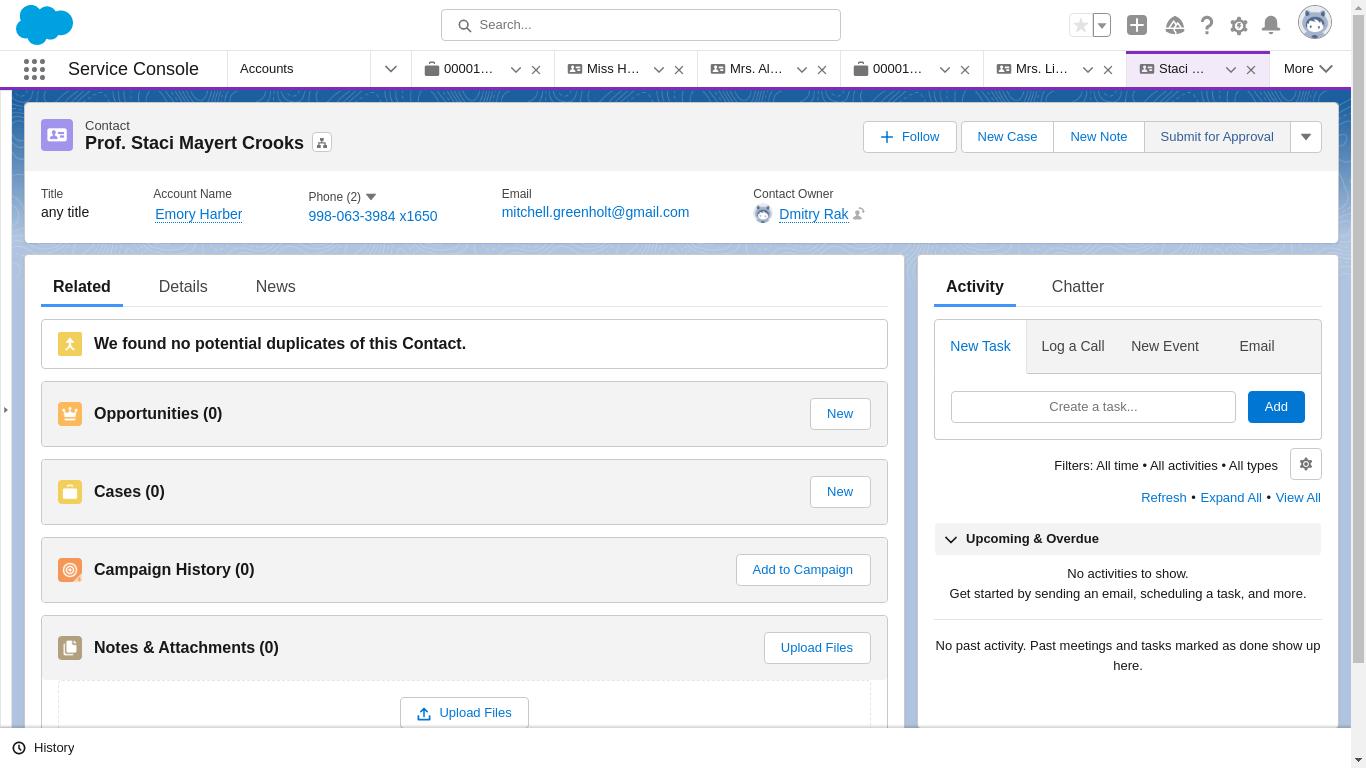 Search...
Service Console
Accounts
00001...
Miss H...
Mrs. Al...
00001...
Mrs. Li...
Staci ...
More
Contact
Prof. Staci Mayert Crooks
Follow
New Case
New Note
Submit for Approval
Title
Account Name
Phone (2)
Email
Contact Owner
any title
Emory Harber
998-063-3984 x1650
mitchell.greenholt@gmail.com
Dmitry Rak
Related
Details
News
We found no potential duplicates of this Contact.
Opportunities (0)
New
Cases (0)
New
Campaign History (0)
Add to Campaign
Notes & Attachments (0)
Upload Files
Upload Files
Activity
Chatter
New Task
Log a Call
New Event
Email
Create a task...
Add
Filters: All time • All activities • All types
Refresh • Expand All • View All
Upcoming & Overdue
No activities to show.
Get started by sending an email, scheduling a task, and more.
No past activity. Past meetings and tasks marked as done show up
here.
History